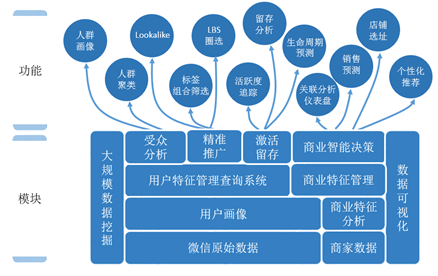 功能
人群
画像
Lookalike
LBS
圈选
留存
分析
生命周期
预测
店铺
选址
人群
聚类
标签
组合筛选
活跃度
追踪
关联分析
仪表盘
销售
预测
个性化
推荐
模块
大规模数据挖掘
受众
分析
精准
推广
激活
留存
商业智能决策
数据可视化
用户特征管理查询系统
商业特征管理
用户画像
商业特征
分析
微信原始数据
商家数据